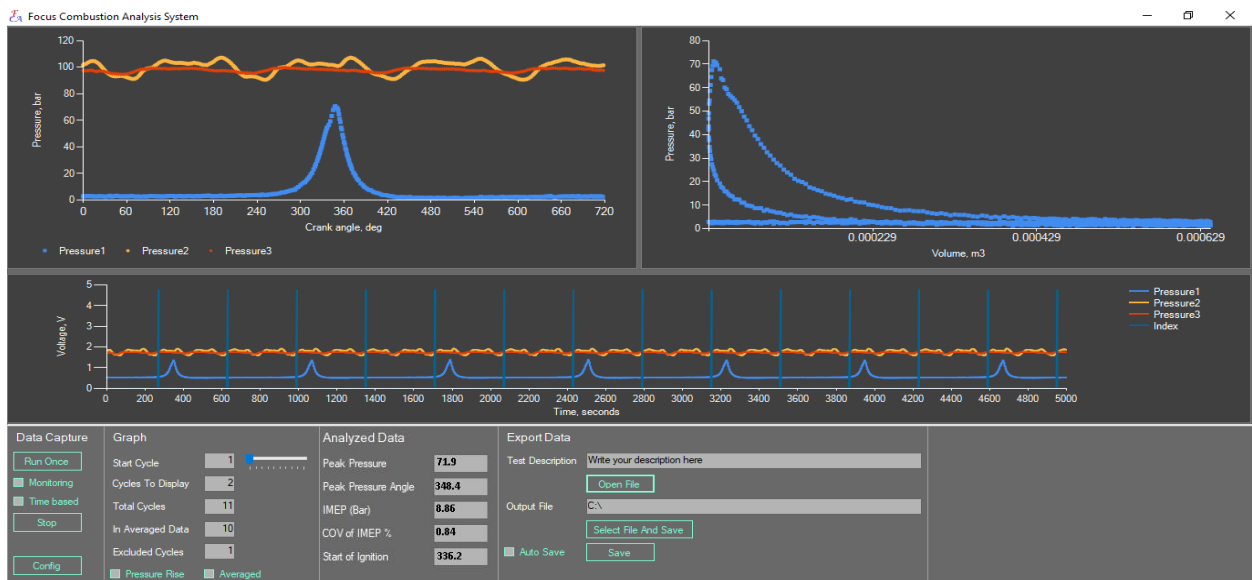 FCA Focus Combustion Analysis System
120
100
80
60
40
20
0
Pressure, bar
0 60 120 180 240 300 360 420 480 540 600 660 720
Crank angle, deg
Pressure1 Pressure2 Pressure3
80
70
60
50
40
30
20
10
0
Pressure, bar
0.000229 0.000429 0.000629
Volume, m3
5
4
3
2
1
0
Voltage, V
0 200 400 600 800 1000 1200 1400 1600 1800 2000 2200 2400 2600 2800 3000 3200 3400 3600 3800 4000 4200 4400 4600 4800 5000
Time, seconds
Pressure1
Pressure2
Pressure3
Index
Data Capture
Run Once
Monitoring
Time based
Stop
Config
Graph
Start Cycle 1
Cycles To Display 2
Total Cycles 11
In Averaged Data 10
Excluded Cycles 1
Pressure Rise Averaged
Analyzed Data
Peak Pressure 71.9
Peak Pressure Angle 348.4
IMEP (Bar) 8.86
COV of IMEP % 0.84
Start of Ignition 336.2
Export Data
Test Description Write your description here
Open File
Output File C:\
Select File And Save
Auto Save Save